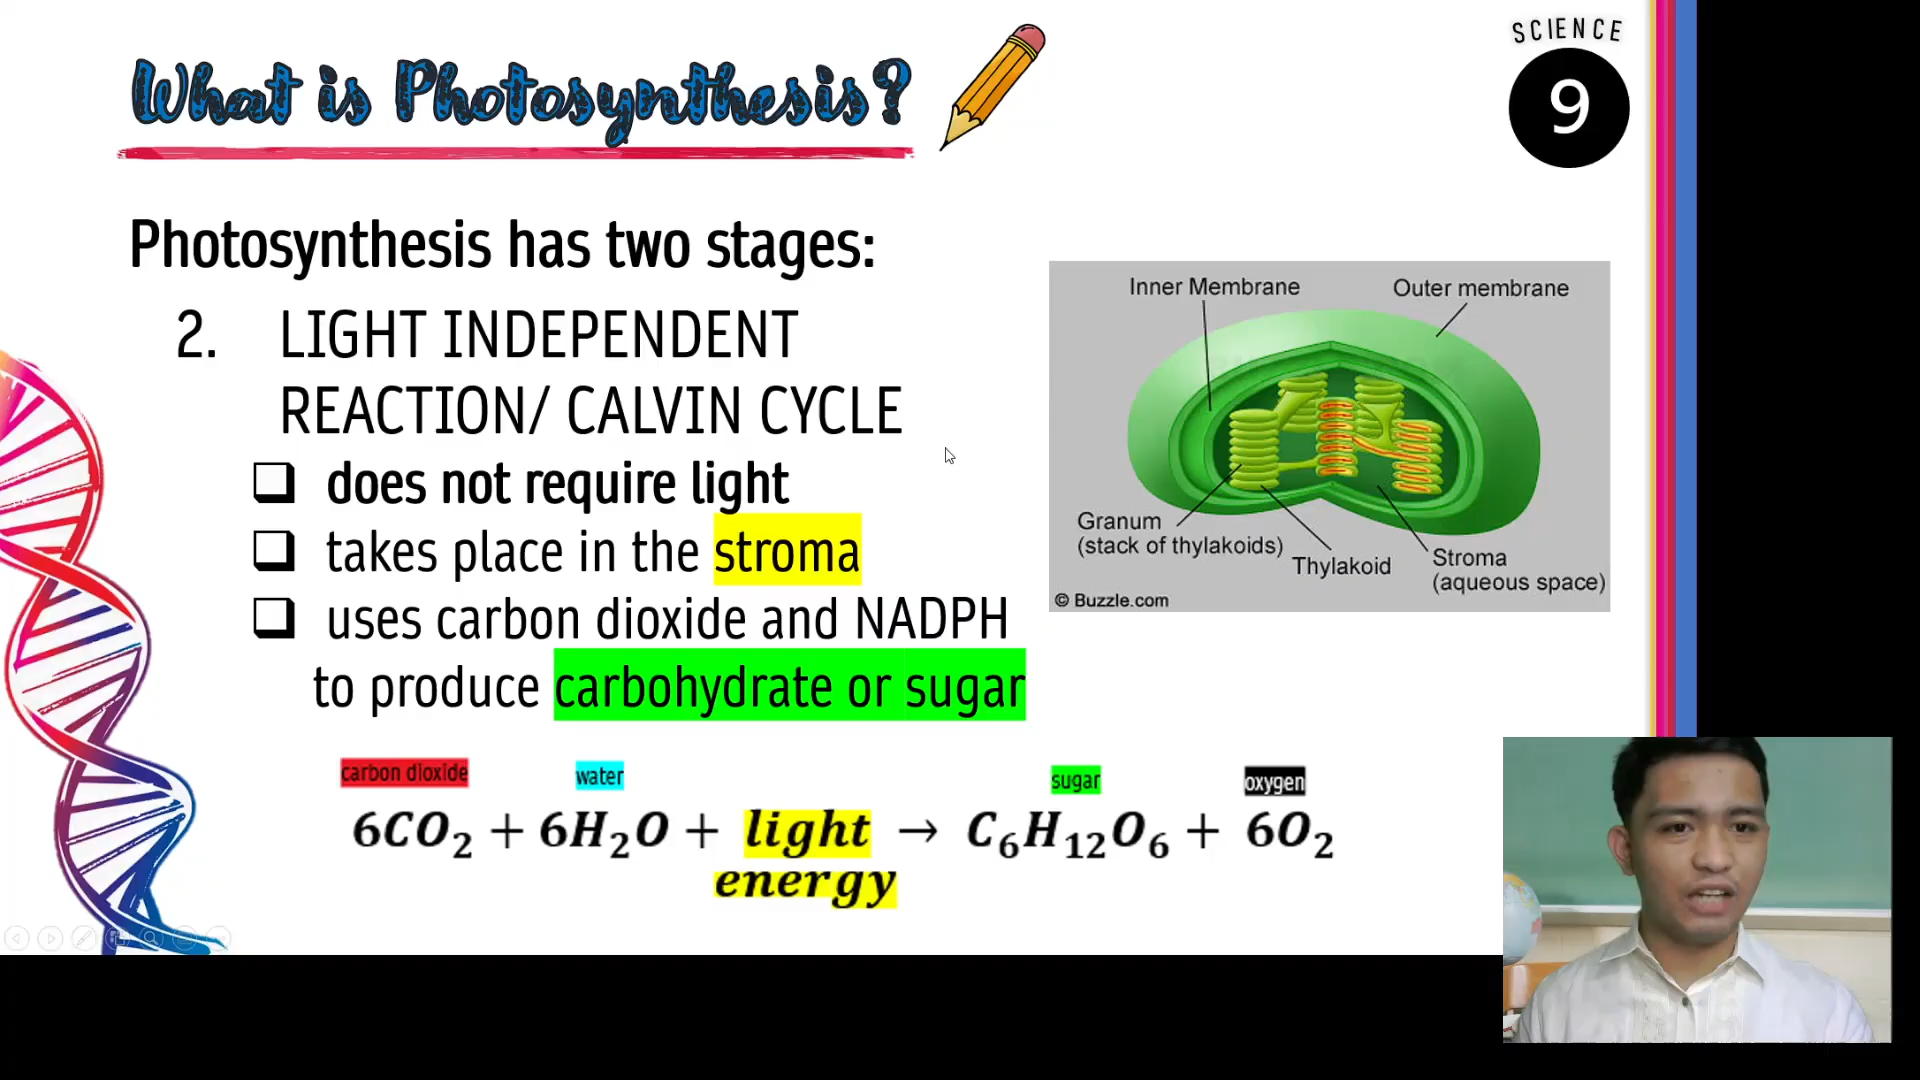 What is Photosynthesis?
SCIENCE
9
Photosynthesis has two stages:
2. LIGHT INDEPENDENT
REACTION/ CALVIN CYCLE
❑ does not require light
❑ takes place in the stroma
❑ uses carbon dioxide and NADPH
to produce carbohydrate or sugar
Inner Membrane
Outer membrane
Granum
(stack of thylakoids)
Thylakoid
Stroma
(aqueous space)
© Buzzle.com
carbon dioxide
water
sugar
oxygen
6CO₂ + 6H₂O + light → C₆H₁₂O₆ + 6O₂
energy